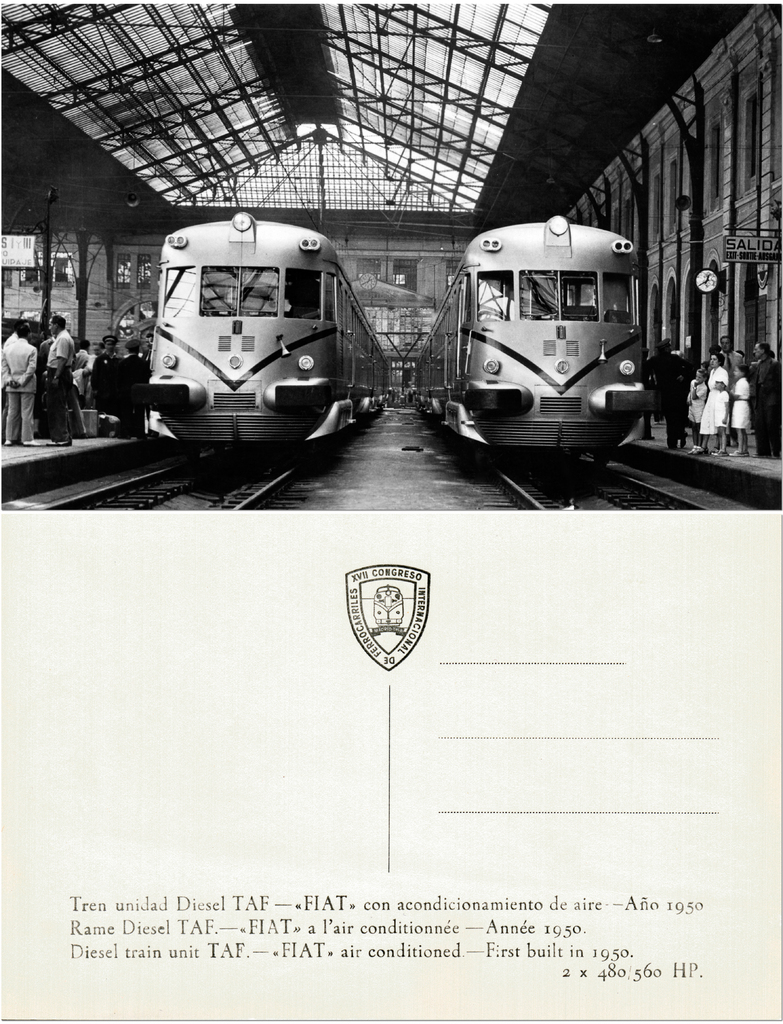 S I y III
SALIDA
EXIT-SORTIE-AUSGANG
XVII CONGRESO
INTERNACIONAL
DE FERROCARRILES
Tren unidad Diesel TAF — «FIAT» con acondicionamiento de aire - —Año 1950
Rame Diesel TAF.—«FIAT» a l'air conditionnée —Année 1950.
Diesel train unit TAF.—«FIAT» air conditioned.—First built in 1950.
2 x 480/560 HP.